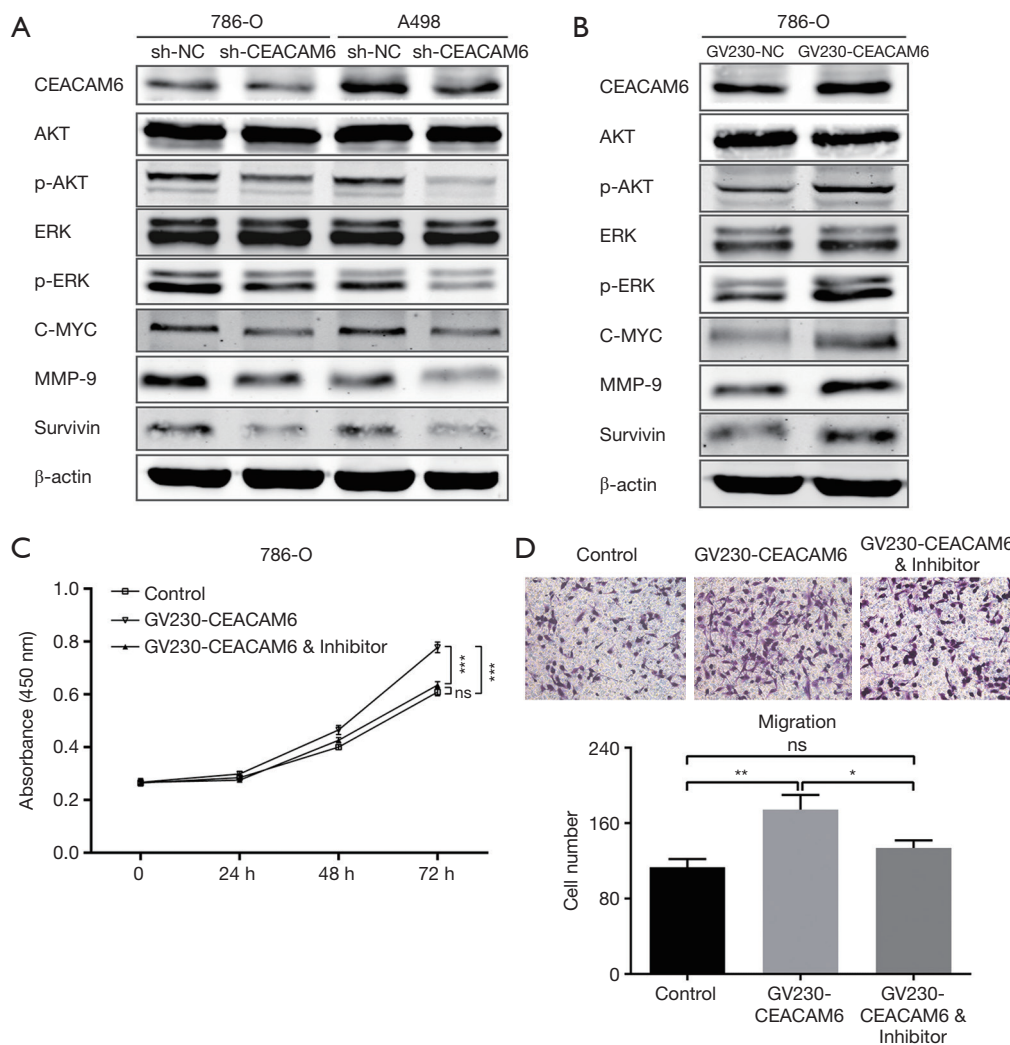 A
786-O
A498
sh-NC sh-CEACAM6 sh-NC sh-CEACAM6
CEACAM6
AKT
p-AKT
ERK
p-ERK
C-MYC
MMP-9
Survivin
β-actin
B
786-O
GV230-NC GV230-CEACAM6
CEACAM6
AKT
p-AKT
ERK
p-ERK
C-MYC
MMP-9
Survivin
β-actin
C
786-O
Absorbance (450 nm)
1.0
0.8
0.6
0.4
0.2
0.0
Control
GV230-CEACAM6
GV230-CEACAM6 & Inhibitor
***
***
ns
0 24 h 48 h 72 h
D
Control
GV230-CEACAM6
GV230-CEACAM6
& Inhibitor
Migration
ns
**
*
Cell number
240
160
80
0
Control
GV230-
CEACAM6
GV230-
CEACAM6 &
Inhibitor